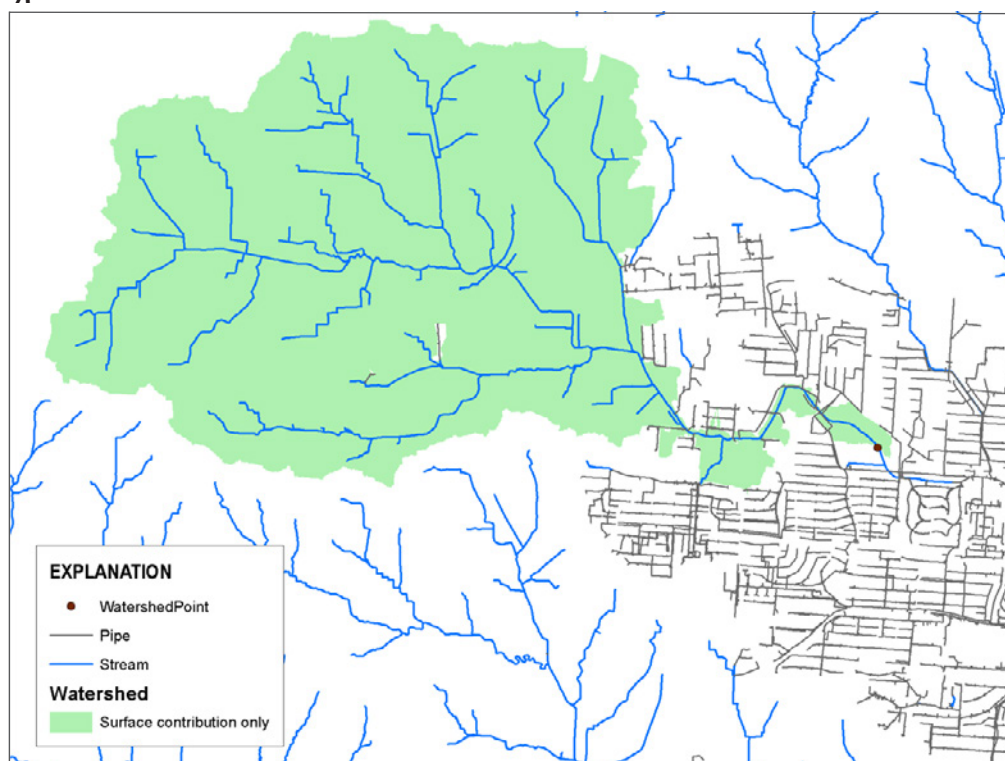 EXPLANATION
WatershedPoint
Pipe
Stream
Watershed
Surface contribution only